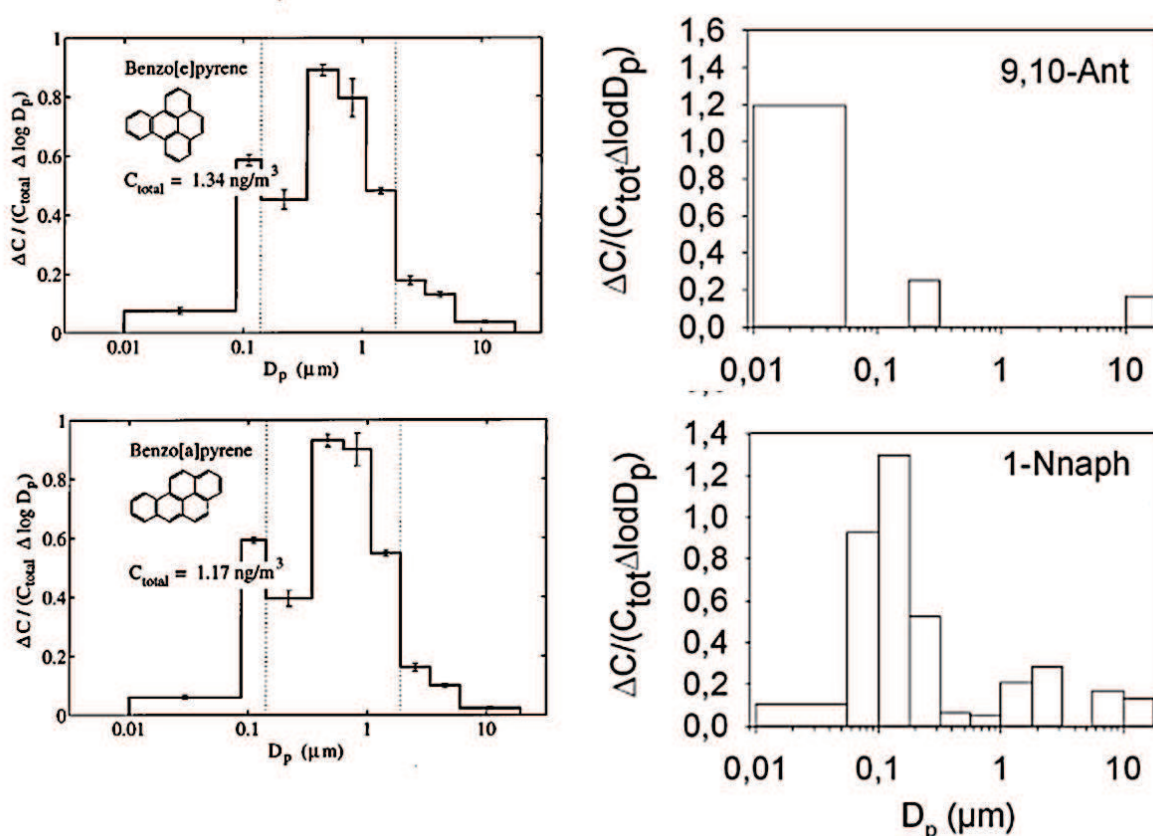 1
0.8
0.6
0.4
0.2
0
ΔC / (C_total Δ log D_p)
Benzo[e]pyrene
C_total = 1.34 ng/m³
0.01 0.1 1 10
D_p (μm)
1,6
1,4
1,2
1,0
0,8
0,6
0,4
0,2
0,0
ΔC/(C_totΔlodD_p)
9,10-Ant
0,01 0,1 1 10
1
0.8
0.6
0.4
0.2
0
ΔC / (C_total Δ log D_p)
Benzo[a]pyrene
C_total = 1.17 ng/m³
0.01 0.1 1 10
D_p (μm)
1,4
1,2
1,0
0,8
0,6
0,4
0,2
0,0
ΔC/(C_totΔlodD_p)
1-Nnaph
0,01 0,1 1 10
D_p (μm)